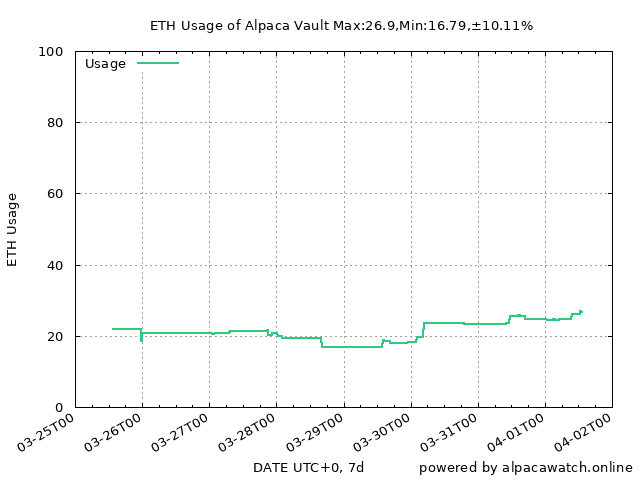 ETH Usage of Alpaca Vault Max:26.9,Min:16.79,±10.11%
Usage
ETH Usage
100
80
60
40
20
0
03-25T00
03-26T00
03-27T00
03-28T00
03-29T00
03-30T00
03-31T00
04-01T00
04-02T00
DATE UTC+0, 7d
powered by alpacawatch.online